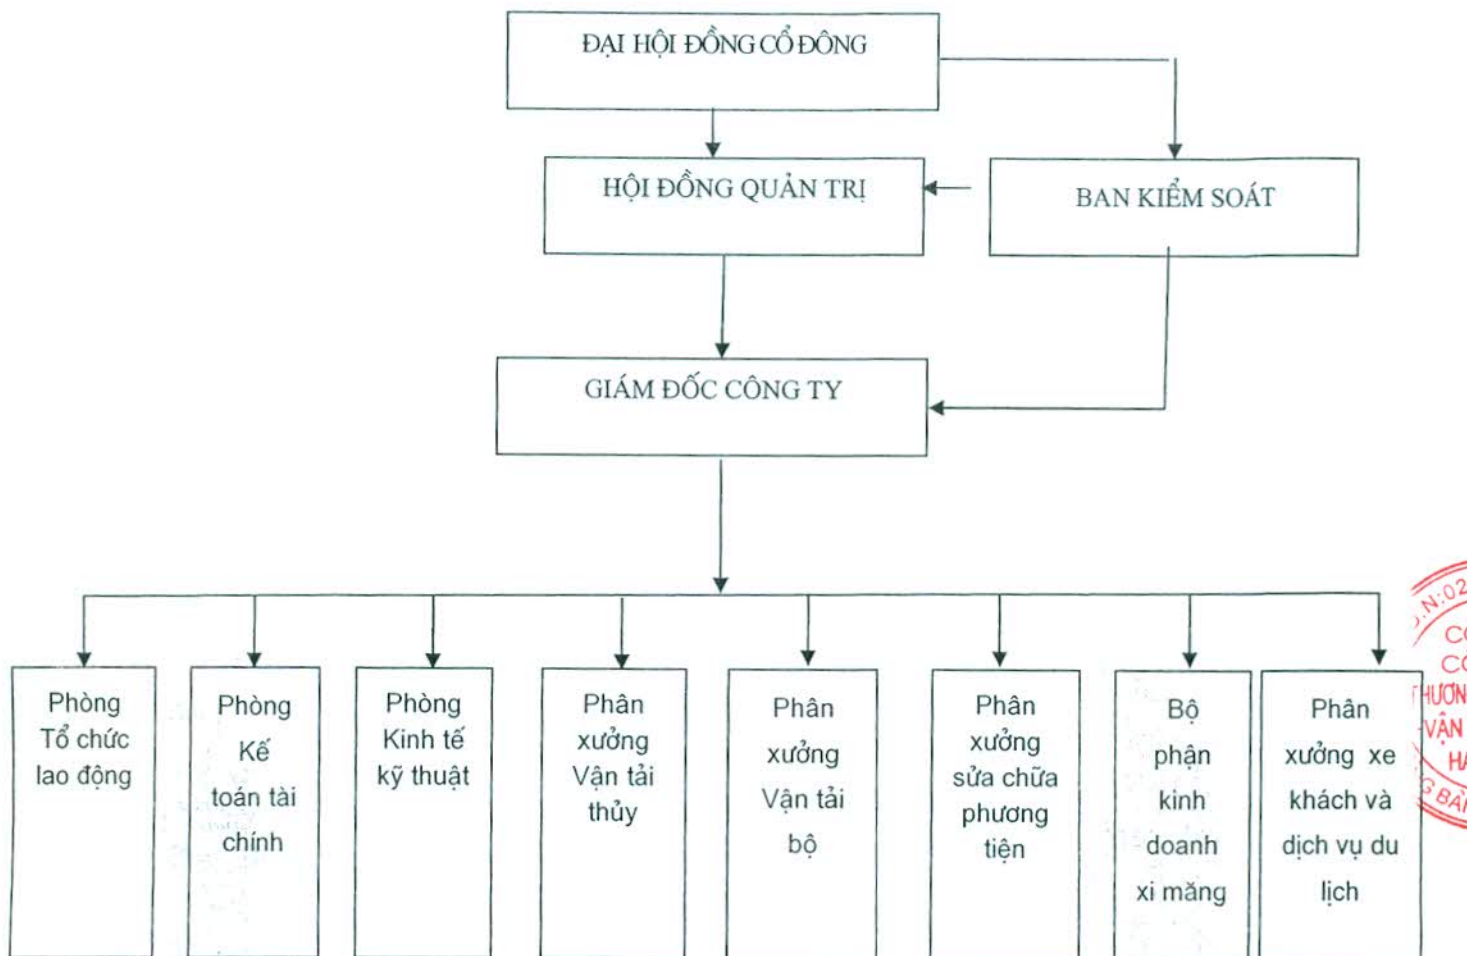 ĐẠI HỘI ĐỒNG CỔ ĐÔNG
HỘI ĐỒNG QUẢN TRỊ
BAN KIỂM SOÁT
GIÁM ĐỐC CÔNG TY
Phòng
Tổ chức
lao động
Phòng
Kế
toán tài
chính
Phòng
Kinh tế
kỹ thuật
Phân
xưởng
Vận tải
thủy
Phân
xưởng
Vận tải
bộ
Phân
xưởng
sửa chữa
phương
tiện
Bộ
phận
kinh
doanh
xi măng
Phân
xưởng xe
khách và
dịch vụ du
lịch
VẬN